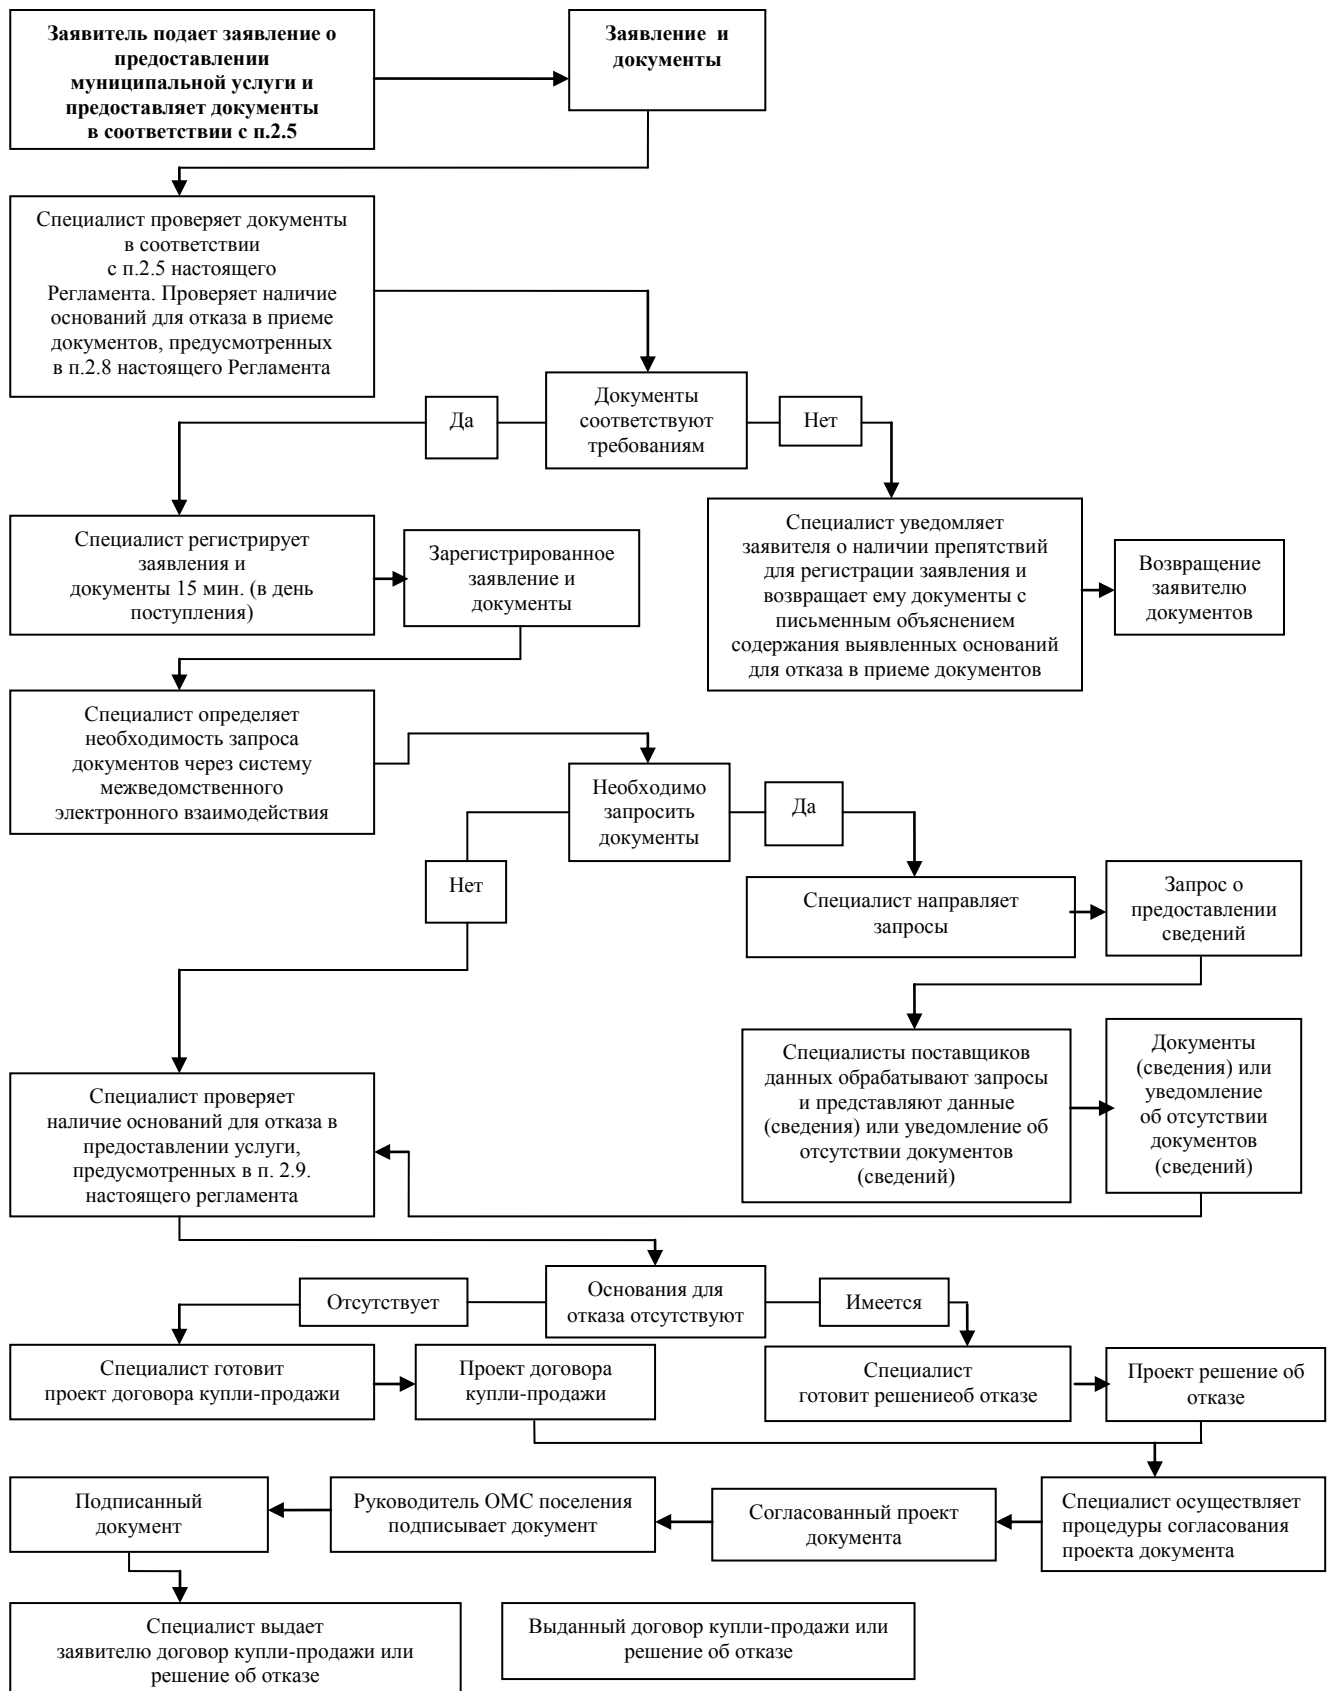 Заявитель подает заявление о
предоставлении
муниципальной услуги и
предоставляет документы
в соответствии с п.2.5
Заявление и
документы
Специалист проверяет документы
в соответствии
с п.2.5 настоящего
Регламента. Проверяет наличие
оснований для отказа в приеме
документов, предусмотренных
в п.2.8 настоящего Регламента
Документы
соответствуют
требованиям
Да
Нет
Специалист регистрирует
заявления и
документы 15 мин. (в день
поступления)
Зарегистрированное
заявление и
документы
Специалист уведомляет
заявителя о наличии препятствий
для регистрации заявления и
возвращает ему документы с
письменным объяснением
содержания выявленных оснований
для отказа в приеме документов
Возвращение
заявителю
документов
Специалист определяет
необходимость запроса
документов через систему
межведомственного
электронного взаимодействия
Необходимо
запросить
документы
Да
Нет
Специалист направляет
запросы
Запрос о
предоставлении
сведений
Специалисты поставщиков
данных обрабатывают запросы
и представляют данные
(сведения) или уведомление об
отсутствии документов
(сведений)
Документы
(сведения) или
уведомление
об отсутствии
документов
(сведений)
Специалист проверяет
наличие оснований для отказа в
предоставлении услуги,
предусмотренных в п. 2.9.
настоящего регламента
Основания для
отказа отсутствуют
Отсутствует
Имеется
Специалист готовит
проект договора купли-продажи
Проект договора
купли-продажи
Специалист
готовит решениеоб отказе
Проект решение об
отказе
Специалист осуществляет
процедуры согласования
проекта документа
Согласованный проект
документа
Руководитель ОМС поселения
подписывает документ
Подписанный
документ
Специалист выдает
заявителю договор купли-продажи или
решение об отказе
Выданный договор купли-продажи или
решение об отказе